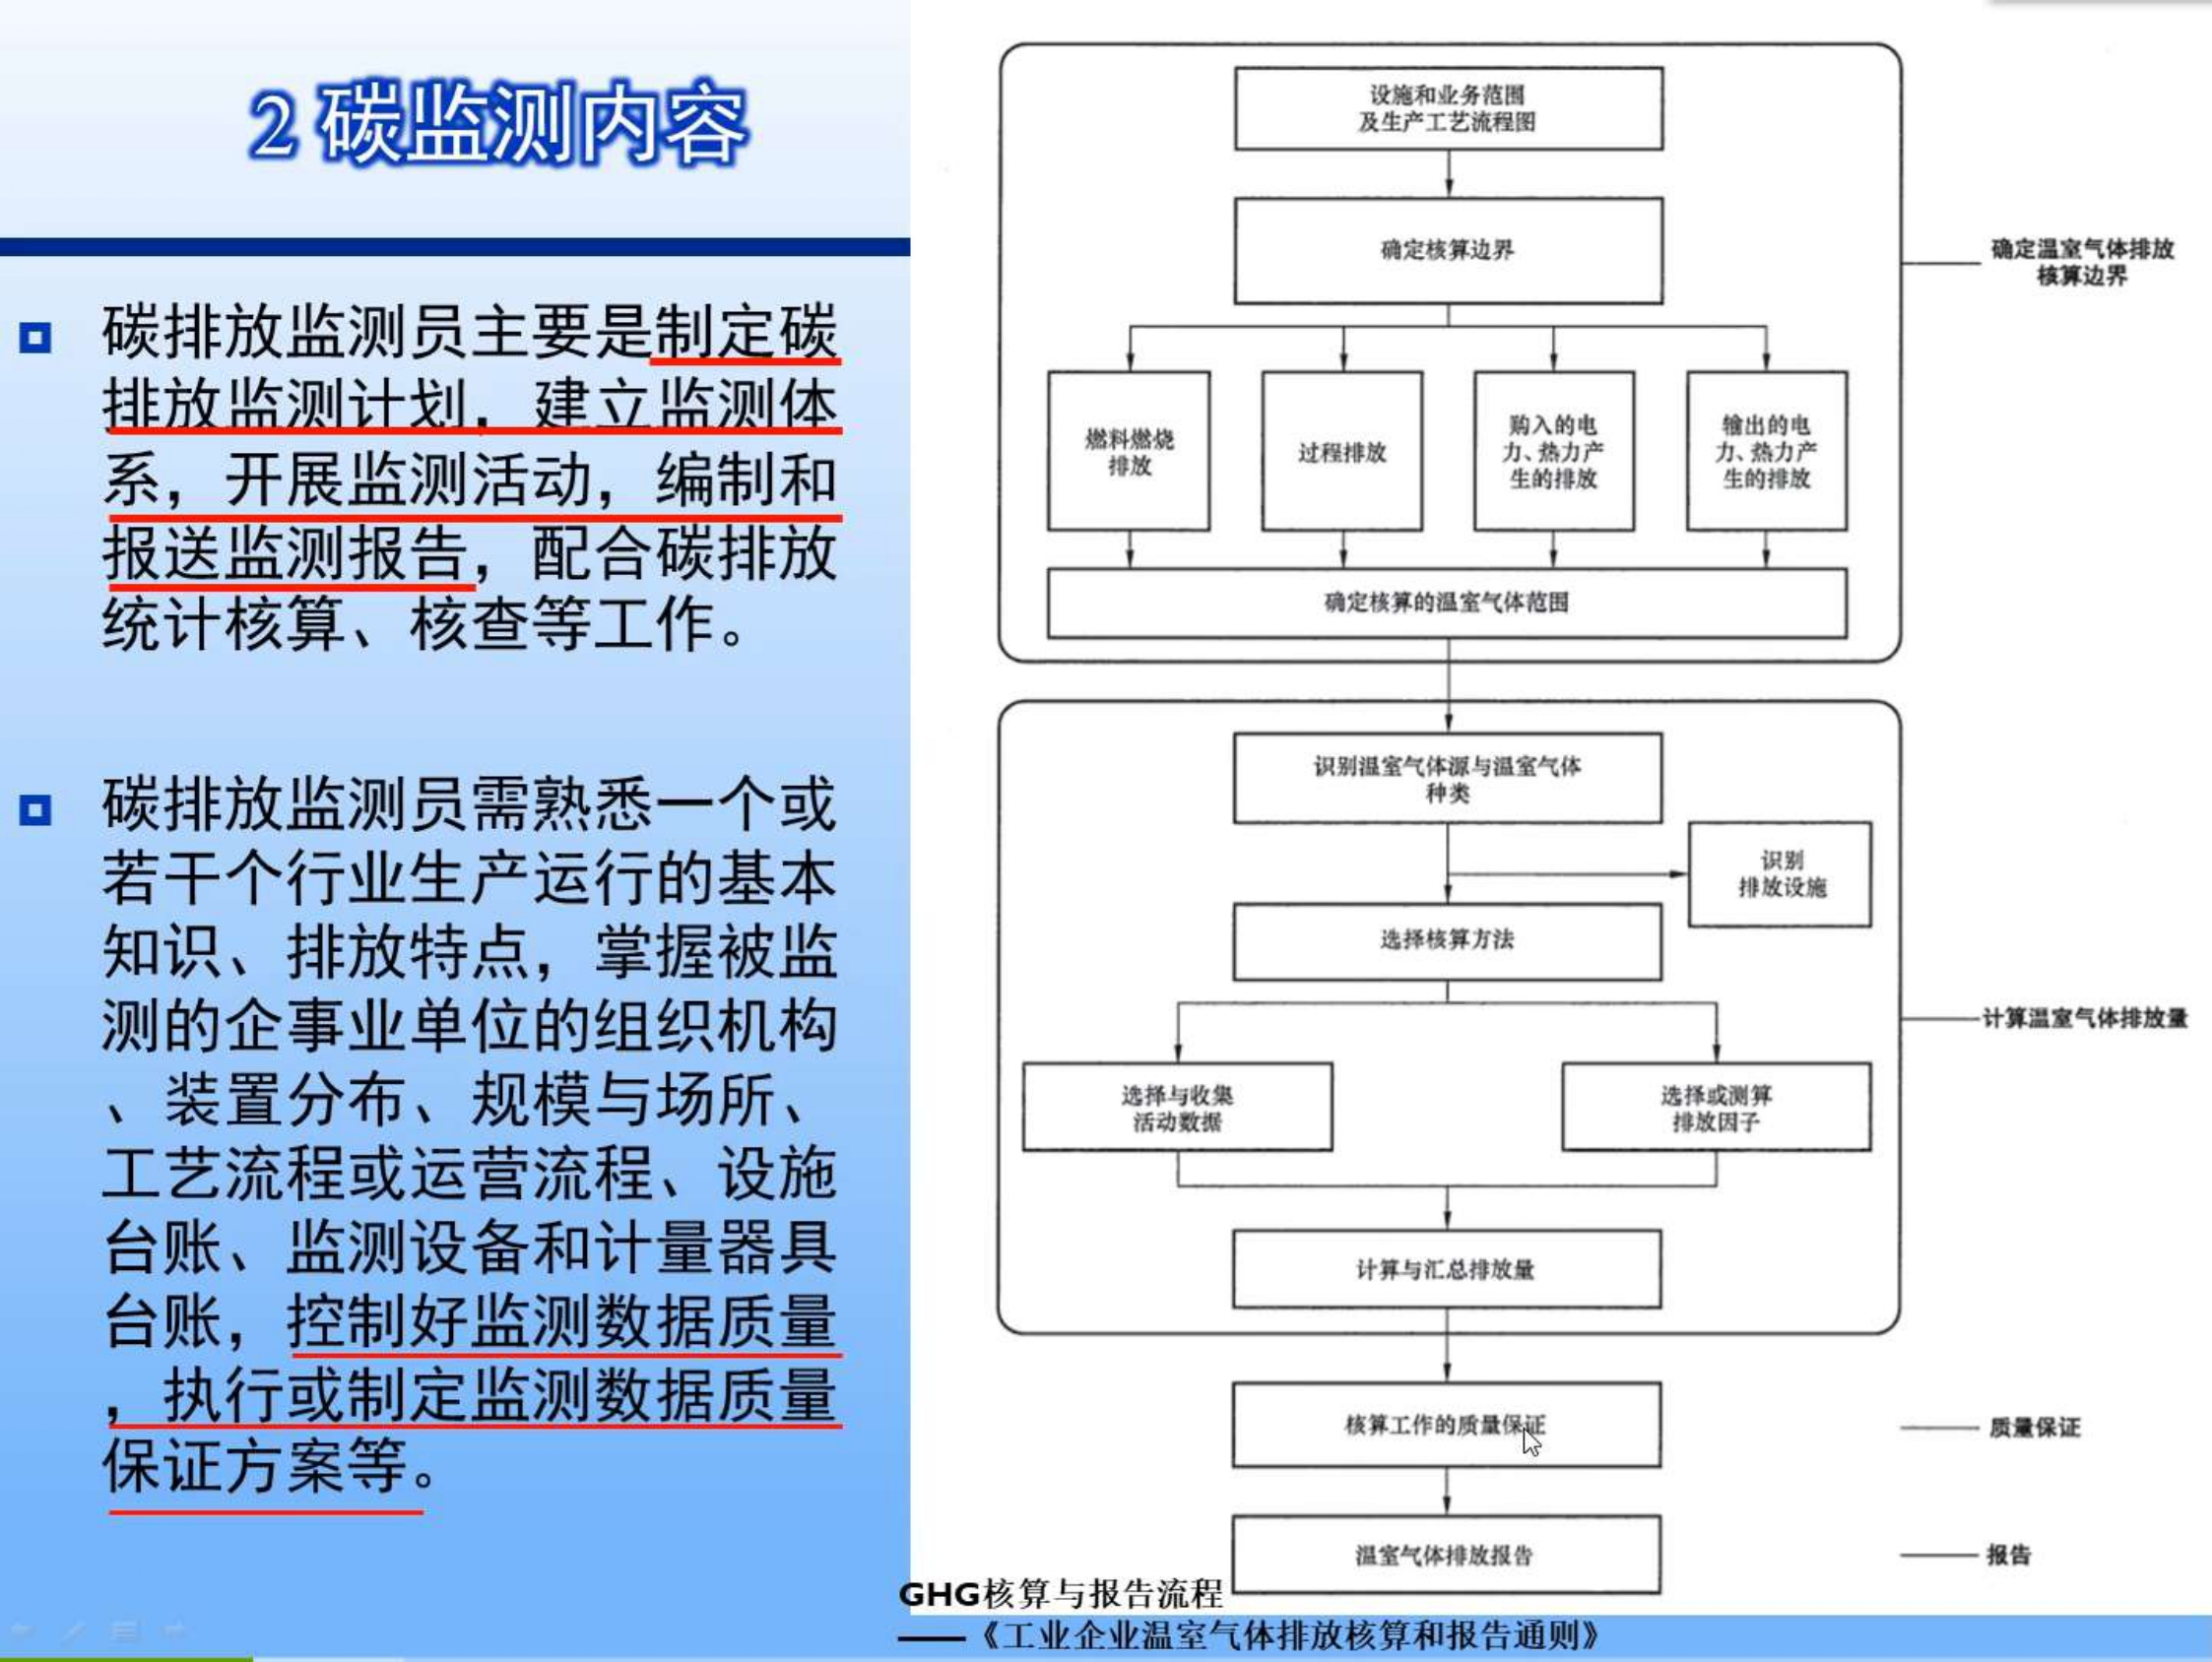 2 碳监测内容
碳排放监测员主要是制定碳
排放监测计划，建立监测体
系，开展监测活动，编制和
报送监测报告，配合碳排放
统计核算、核查等工作。
碳排放监测员需熟悉一个或
若干个行业生产运行的基本
知识、排放特点，掌握被监
测的企事业单位的组织机构
、装置分布、规模与场所、
工艺流程或运营流程、设施
台账、监测设备和计量器具
台账，控制好监测数据质量
，执行或制定监测数据质量
保证方案等。
设施和业务范围
及生产工艺流程图
确定核算边界
确定温室气体排放
核算边界
燃料燃烧
排放
过程排放
购入的电
力、热力产
生的排放
输出的电
力、热力产
生的排放
确定核算的温室气体范围
识别温室气体源与温室气体
种类
识别
排放设施
选择核算方法
计算温室气体排放量
选择与收集
活动数据
选择或测算
排放因子
计算与汇总排放量
核算工作的质量保证
质量保证
温室气体排放报告
报告
GHG核算与报告流程
——《工业企业温室气体排放核算和报告通则》